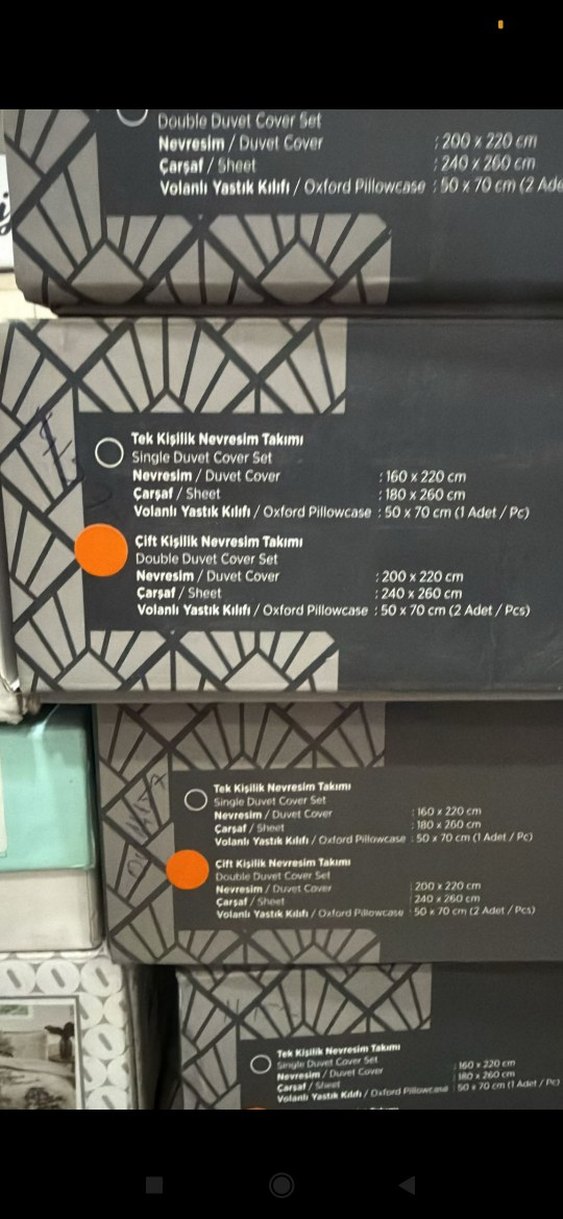 Double Duvet Cover Set
Nevresim / Duvet Cover : 200 x 220 cm
Çarşaf / Sheet : 240 x 260 cm
Volanlı Yastık Kılıfı / Oxford Pillowcase : 50 x 70 cm (2 Ade
Tek Kişilik Nevresim Takımı
Single Duvet Cover Set
Nevresim / Duvet Cover : 160 x 220 cm
Çarşaf / Sheet : 180 x 260 cm
Volanlı Yastık Kılıfı / Oxford Pillowcase : 50 x 70 cm (1 Adet / Pc)
Çift Kişilik Nevresim Takımı
Double Duvet Cover Set
Nevresim / Duvet Cover : 200 x 220 cm
Çarşaf / Sheet : 240 x 260 cm
Volanlı Yastık Kılıfı / Oxford Pillowcase : 50 x 70 cm (2 Adet / Pcs)
Tek Kişilik Nevresim Takımı
Single Duvet Cover Set
Nevresim / Duvet Cover : 160 x 220 cm
Çarşaf / Sheet : 180 x 260 cm
Volanlı Yastık Kılıfı / Oxford Pillowcase : 50 x 70 cm (1 Adet / Pc)
Çift Kişilik Nevresim Takımı
Double Duvet Cover Set
Nevresim / Duvet Cover : 200 x 220 cm
Çarşaf / Sheet 240 x 260 cm
Volanlı Yastık Kılıfı / Oxford Pillowcase : 50 x 70 cm (2 Adet / Pcs)
Tek Kişilik Nevresim Takımı
Single Duvet Cover Set
Nevresim / Duvet Cover : 160 x 220 cm
Çarşaf / Sheet : 180 x 260 cm
Volanlı Yastık Kılıfı / Oxford Pillowcase : 50 x 70 cm (1 Adet / Pc)